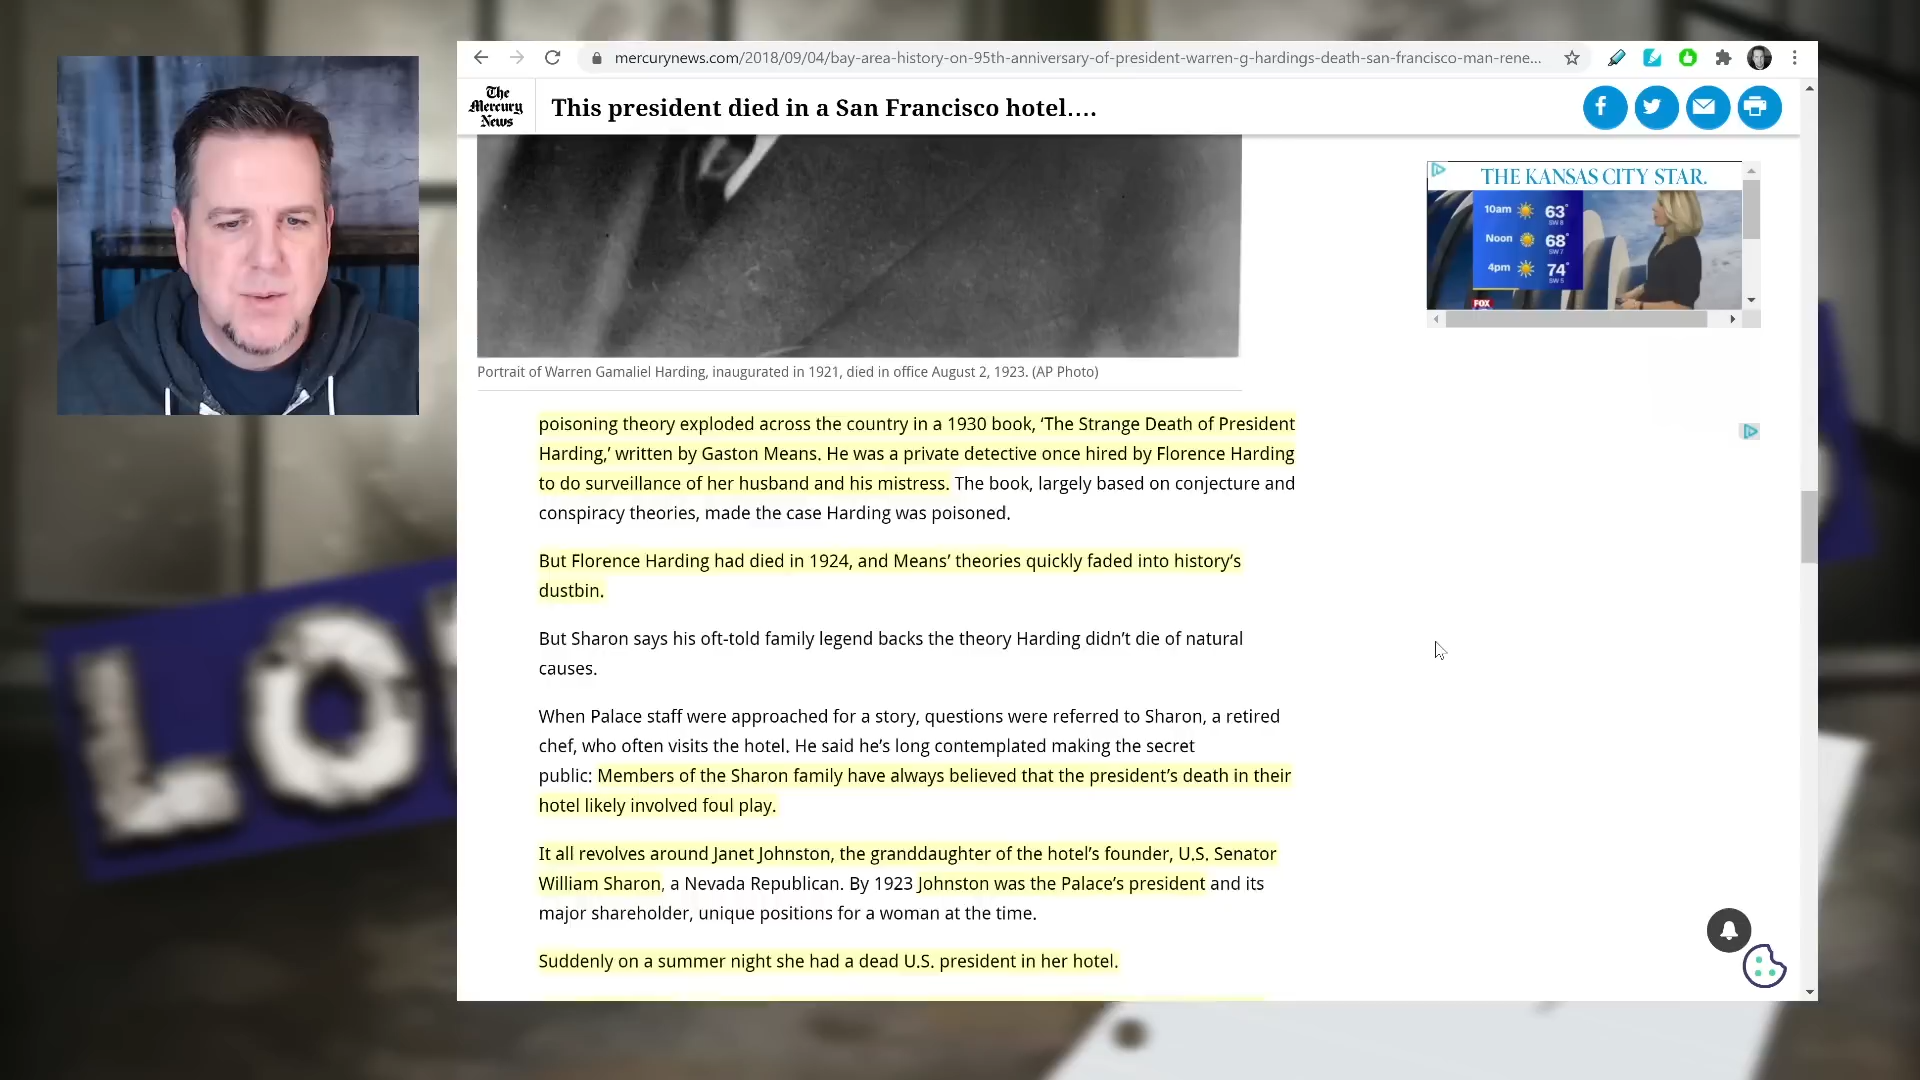 mercurynews.com/2018/09/04/bay-area-history-on-95th-anniversary-of-president-warren-g-hardings-death-san-francisco-man-rene...
The
Mercury
News
This president died in a San Francisco hotel....
THE KANSAS CITY STAR.
10am 63°
SW 8
Noon 68°
SW 7
4pm 74°
SW 5
FOX
Portrait of Warren Gamaliel Harding, inaugurated in 1921, died in office August 2, 1923. (AP Photo)
poisoning theory exploded across the country in a 1930 book, ‘The Strange Death of President
Harding,’ written by Gaston Means. He was a private detective once hired by Florence Harding
to do surveillance of her husband and his mistress. The book, largely based on conjecture and
conspiracy theories, made the case Harding was poisoned.
But Florence Harding had died in 1924, and Means’ theories quickly faded into history’s
dustbin.
But Sharon says his oft-told family legend backs the theory Harding didn’t die of natural
causes.
When Palace staff were approached for a story, questions were referred to Sharon, a retired
chef, who often visits the hotel. He said he’s long contemplated making the secret
public: Members of the Sharon family have always believed that the president’s death in their
hotel likely involved foul play.
It all revolves around Janet Johnston, the granddaughter of the hotel’s founder, U.S. Senator
William Sharon, a Nevada Republican. By 1923 Johnston was the Palace’s president and its
major shareholder, unique positions for a woman at the time.
Suddenly on a summer night she had a dead U.S. president in her hotel.
LO